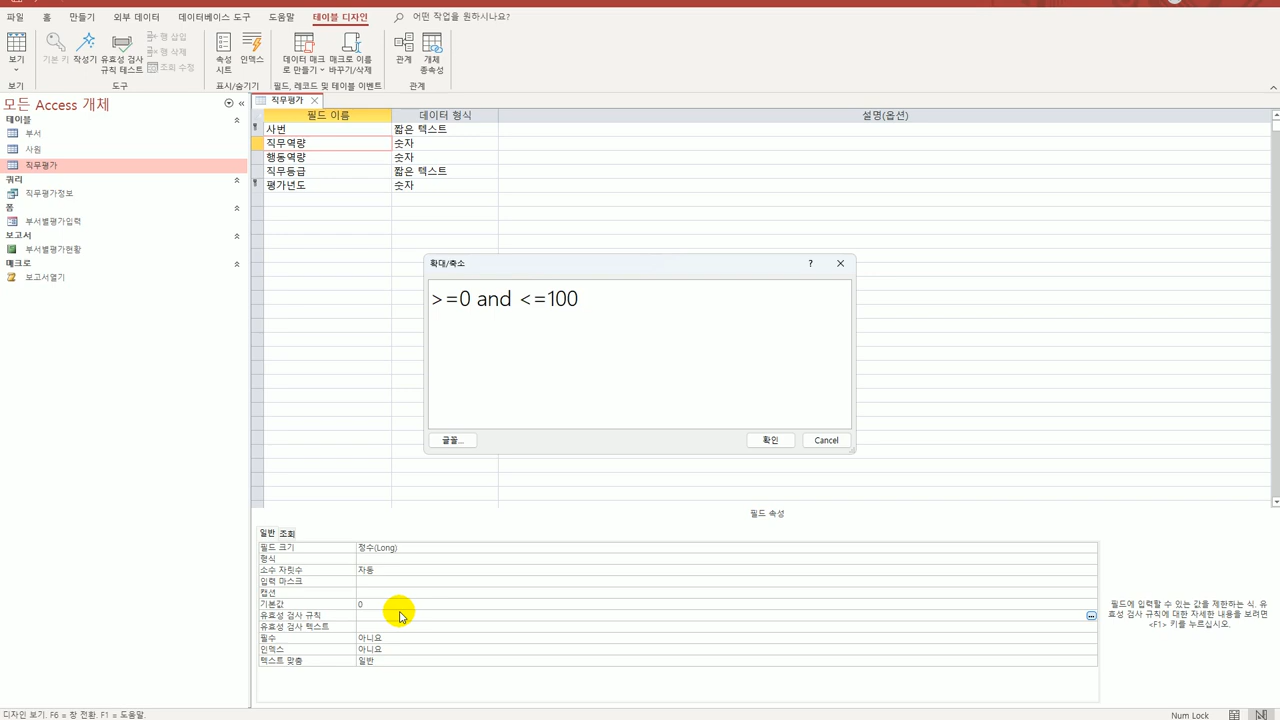 파일 홈 만들기 외부 데이터 데이터베이스 도구 도움말 테이블 디자인 어떤 작업을 원하시나요?
보기 기본 키 작성기 유효성 검사 규칙 테스트 행 삽입 행 삭제 조회 수정 속성 시트 인덱스 데이터 매크로 만들기 매크로 이름 바꾸기/삭제 관계 개체 종속성
보기 도구 표시/숨기기 필드, 레코드 및 테이블 이벤트 관계
모든 Access 개체
테이블
부서
사원
직무평가
쿼리
직무평가정보
폼
부서별평가입력
보고서
부서별평가현황
매크로
보고서열기
직무평가
필드 이름 데이터 형식 설명(옵션)
사번 짧은 텍스트
직무역량 숫자
행동역량 숫자
직무등급 짧은 텍스트
평가년도 숫자
확대/축소 ?
>=0 and <=100
글꼴... 확인 Cancel
필드 속성
일반 조회
필드 크기 정수(Long)
형식
소수 자릿수 자동
입력 마스크
캡션
기본값 0
유효성 검사 규칙
유효성 검사 텍스트
필수 아니요
인덱스 아니요
텍스트 맞춤 일반
필드에 입력할 수 있는 값을 제한하는 식. 유
효성 검사 규칙에 대한 자세한 내용을 보려면
<F1> 키를 누르십시오.
디자인 보기. F6 = 창 전환. F1 = 도움말. Num Lock